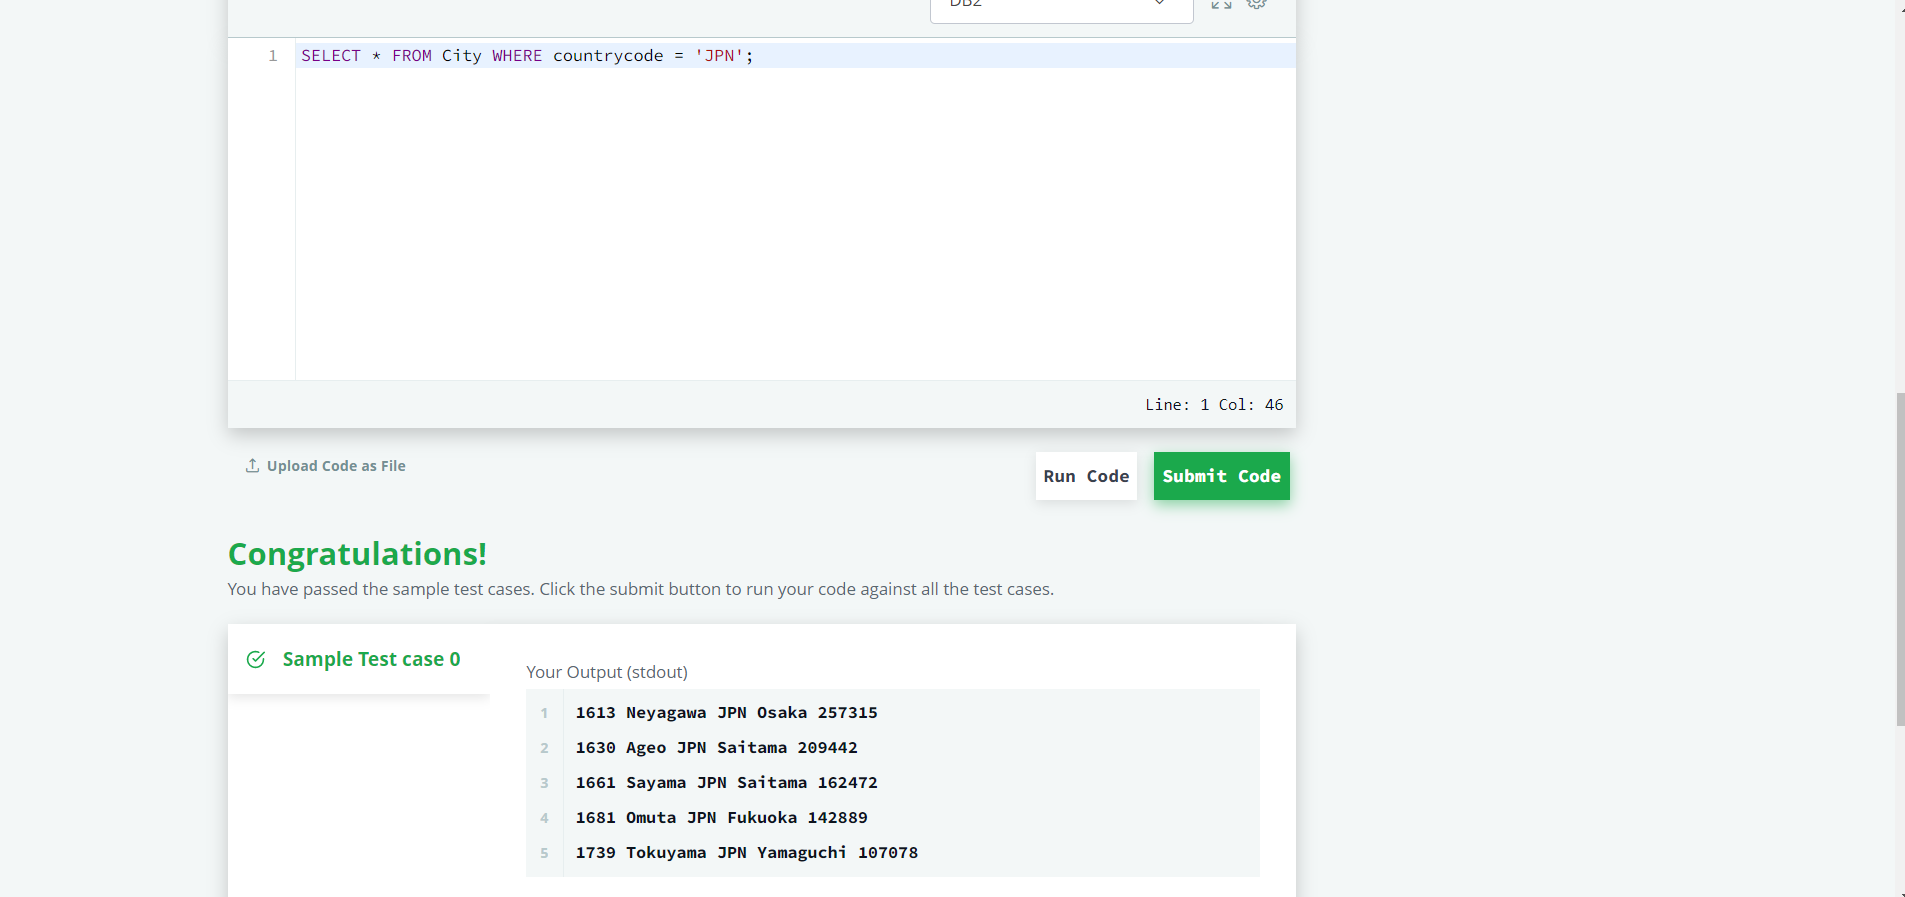 DB2
1 SELECT * FROM City WHERE countrycode = 'JPN';
Line: 1 Col: 46
Upload Code as File
Run Code
Submit Code
Congratulations!
You have passed the sample test cases. Click the submit button to run your code against all the test cases.
Sample Test case 0
Your Output (stdout)
1 1613 Neyagawa JPN Osaka 257315
2 1630 Ageo JPN Saitama 209442
3 1661 Sayama JPN Saitama 162472
4 1681 Omuta JPN Fukuoka 142889
5 1739 Tokuyama JPN Yamaguchi 107078